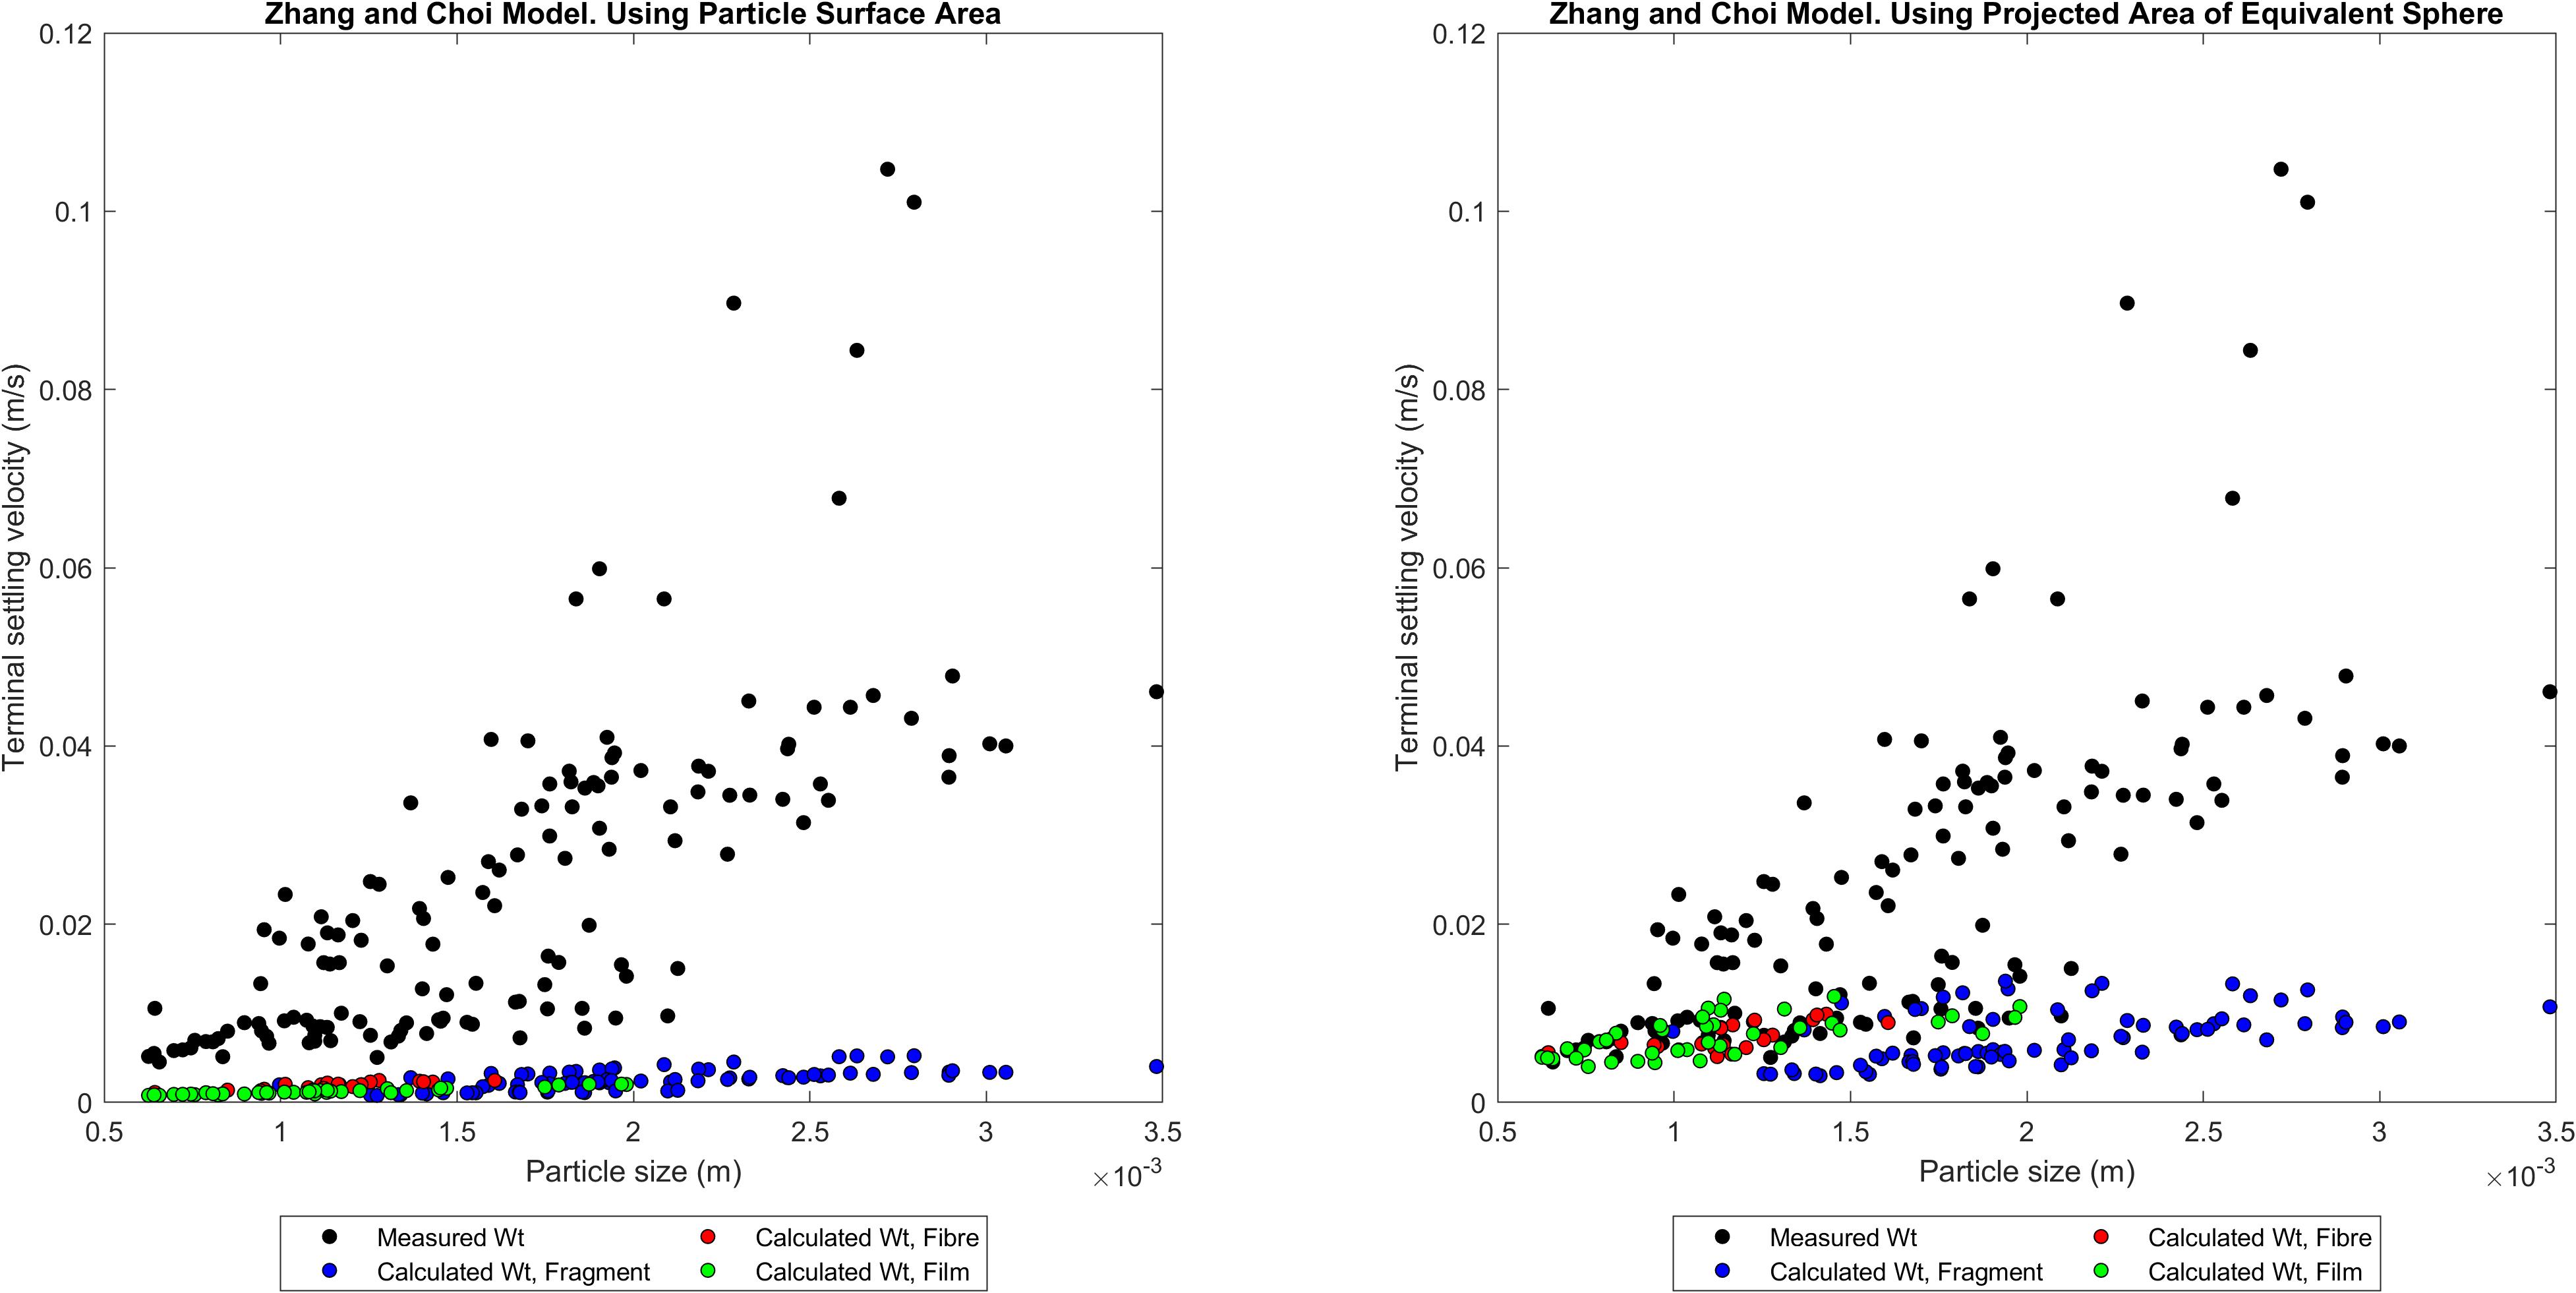 Zhang and Choi Model. Using Particle Surface Area
0.12
0.1
0.08
0.06
0.04
0.02
0
Terminal settling velocity (m/s)
0.5 1 1.5 2 2.5 3 3.5
Particle size (m)
×10-3
Measured Wt
Calculated Wt, Fibre
Calculated Wt, Fragment
Calculated Wt, Film
Zhang and Choi Model. Using Projected Area of Equivalent Sphere
0.12
0.1
0.08
0.06
0.04
0.02
0
Terminal settling velocity (m/s)
0.5 1 1.5 2 2.5 3 3.5
Particle size (m)
×10-3
Measured Wt
Calculated Wt, Fibre
Calculated Wt, Fragment
Calculated Wt, Film